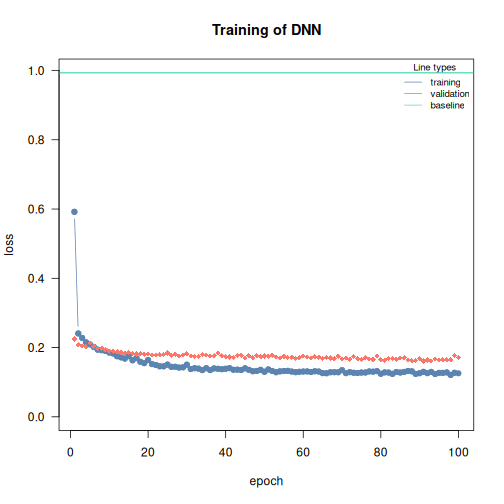 Training of DNN
Line types
training
validation
baseline
loss
1.0
0.8
0.6
0.4
0.2
0.0
0 20 40 60 80 100
epoch